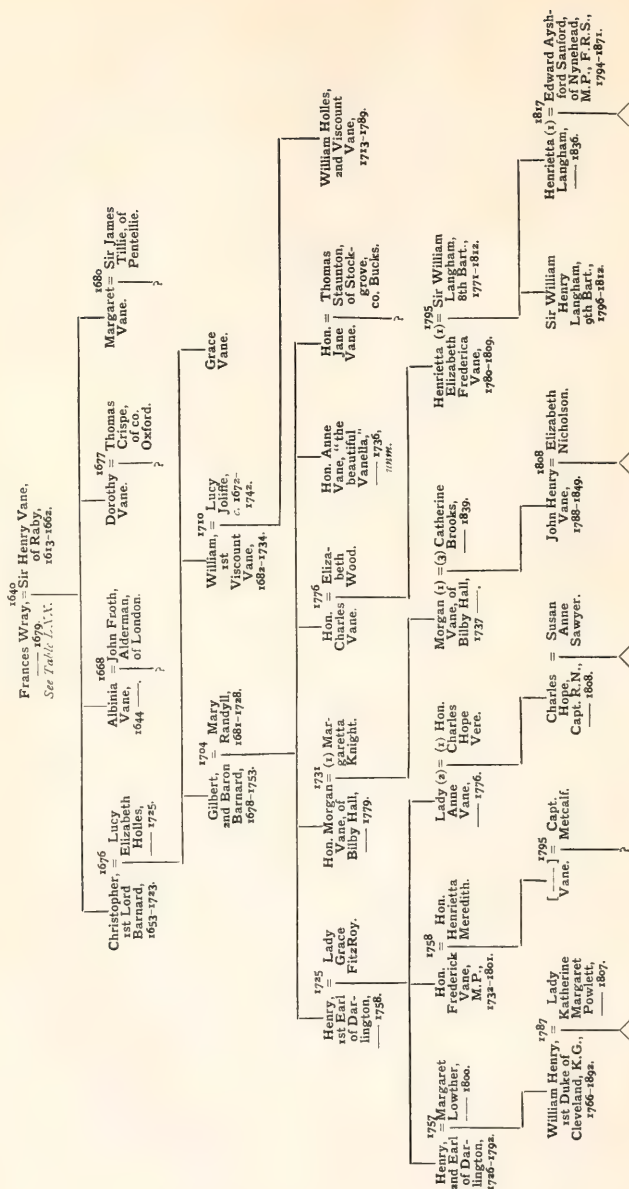 1640
Frances Wray, = Sir Henry Vane,
—— 1679. of Raby,
See Table LXX. 1613–1662.
1676
Christopher, = Lucy
1st Lord Elizabeth
Barnard, Holles,
1653–1723. —— 1725.
1668
Albinia = John Froth,
Vane, Alderman,
1644 ——. of London.
?
1677
Dorothy = Thomas
Vane. Crispe,
of co.
Oxford.
?
1680
Margaret = Sir James
Vane. Tillie, of
Pentellie.
?
1704
Gilbert, = Mary
2nd Baron Randyll,
Barnard, 1681–1728.
1678–1753.
1710
William, = Lucy
1st Joliffe,
Viscount c. 1672–
Vane, 1742.
1682–1734.
Grace
Vane.
1725
Henry, = Lady
1st Earl Grace
of Dar- FitzRoy.
lington,
—— 1758.
1731
Hon. Morgan = (1) Mar-
Vane, of garetta
Bilby Hall, Knight.
—— 1779.
1776
Hon. = Eliza-
Charles beth
Vane. Wood.
Hon. Anne
Vane, "the
beautiful
Vanella,"
—— 1736,
unm.
Hon. = Thomas
Jane Staunton,
Vane. of Stock-
grove,
co. Bucks.
?
William Holles,
2nd Viscount
Vane,
1713–1789.
1757
Henry, = Margaret
2nd Earl Lowther,
of Dar- —— 1800.
lington,
1726–1792.
1758
Hon. = Hon.
Frederick Henrietta
Vane, Meredith.
M.P.,
1732–1801.
Lady (2) = (1) Hon.
Anne Charles
Vane, Hope
—— 1776. Vere.
Morgan (1) = (3) Catherine
Vane, of Brooks,
Bilby Hall, —— 1839.
1737 ——.
1795
Henrietta (1) = Sir William
Elizabeth Langham,
Frederica 8th Bart.,
Vane, 1771–1812.
1780–1809.
1787
William Henry, = Lady
1st Duke of Katherine
Cleveland, K.G., Margaret
1766–1892. Powlett,
—— 1807.
1795
[----] = Capt.
Vane. Metcalf.
?
Charles = Susan
Hope, Anne
Capt. R.N., Sawyer.
—— 1808.
1808
John Henry = Elizabeth
Vane, Nicholson.
1788–1849.
Sir William
Henry
Langham,
9th Bart.,
1796–1812.
1817
Henrietta (1) = Edward Aysh-
Langham, ford Sanford,
—— 1836. of Nynehead,
M.P., F.R.S.,
1794–1871.